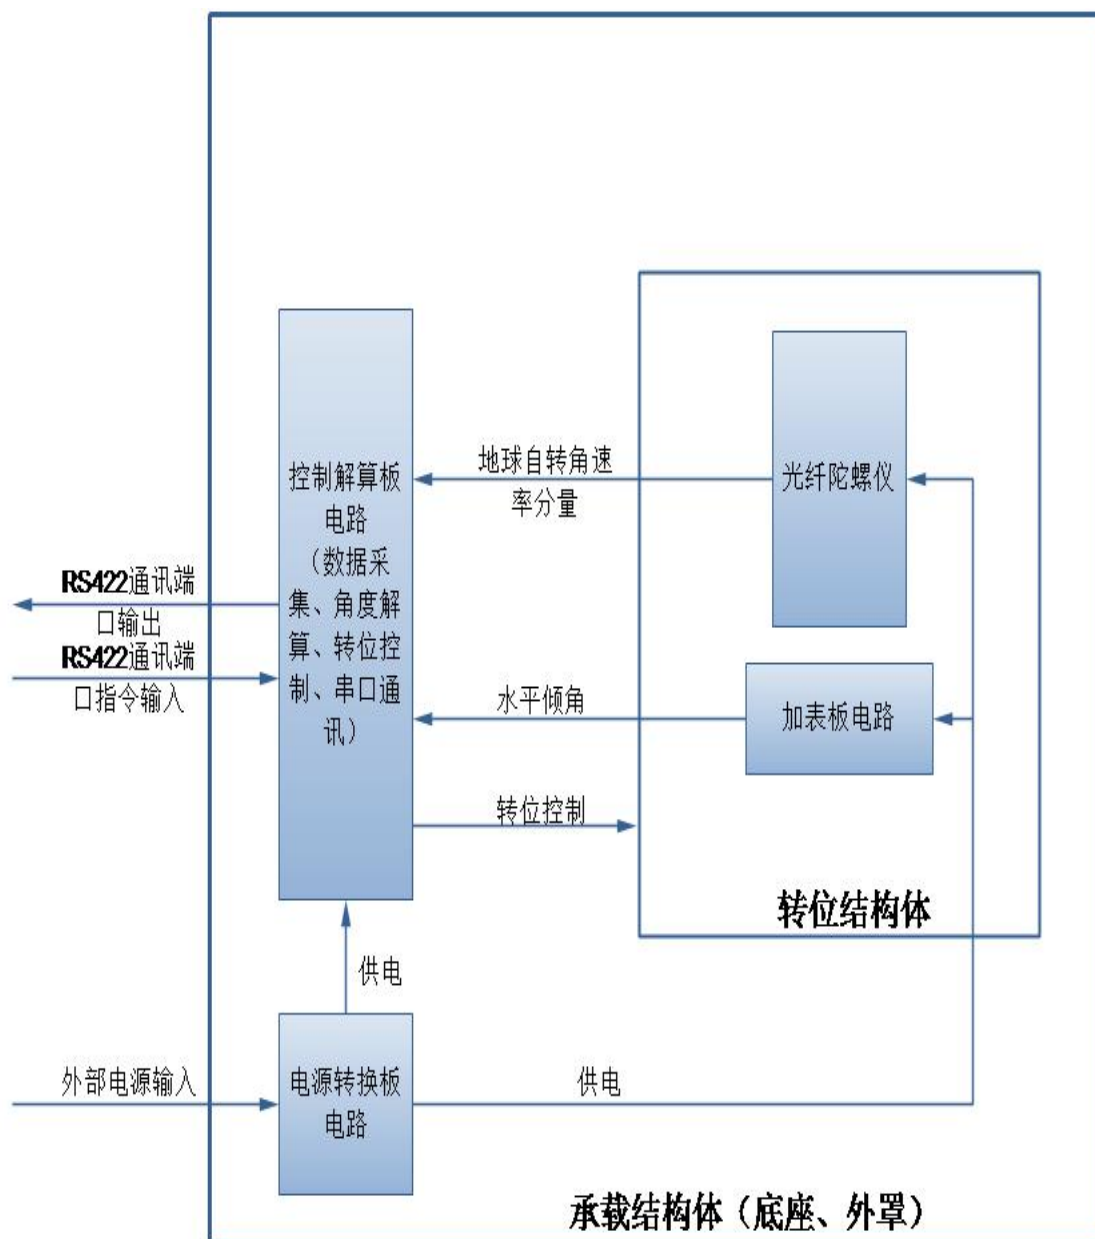 控制解算板
电路
（数据采
集、角度解
算、转位控
制、串口通
讯）
地球自转角速
率分量
光纤陀螺仪
RS422通讯端
口输出
RS422通讯端
口指令输入
水平倾角
加表板电路
转位控制
转位结构体
供电
外部电源输入
电源转换板
电路
供电
承载结构体（底座、外罩）